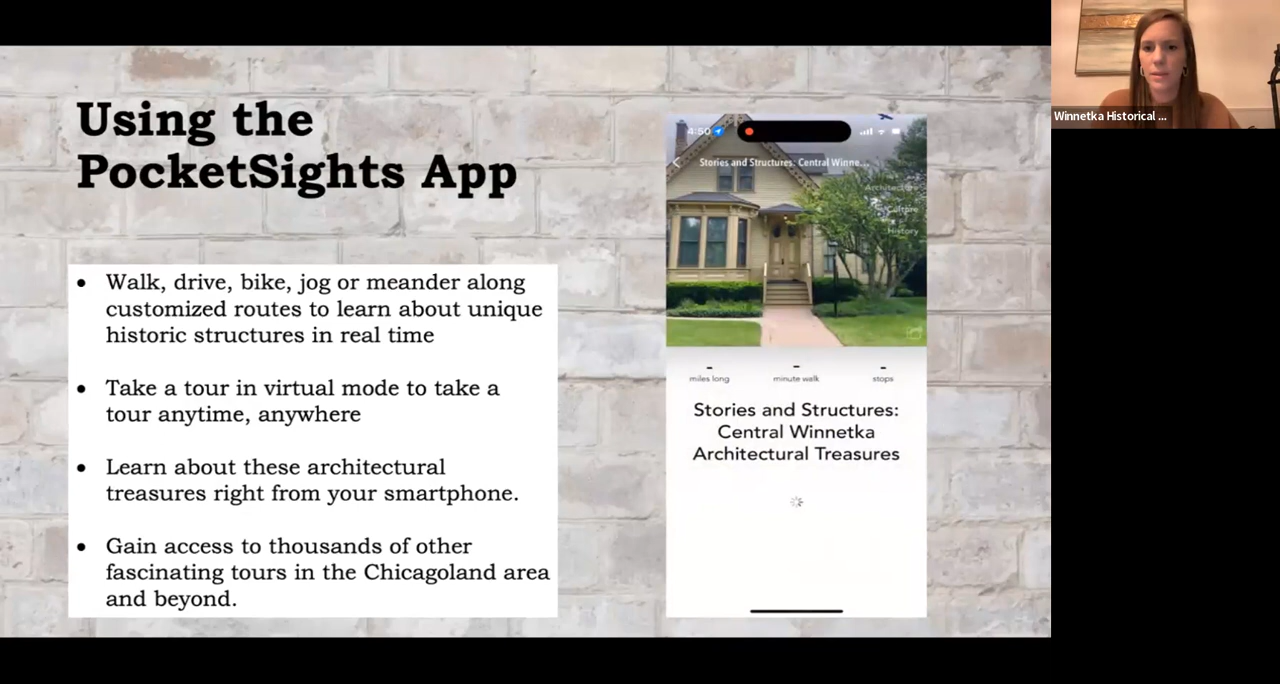 Using the
PocketSights App
• Walk, drive, bike, jog or meander along
customized routes to learn about unique
historic structures in real time
• Take a tour in virtual mode to take a
tour anytime, anywhere
• Learn about these architectural
treasures right from your smartphone.
• Gain access to thousands of other
fascinating tours in the Chicagoland area
and beyond.
4:50
Stories and Structures: Central Winne...
Architecture
Culture
History
- - -
miles long minute walk stops
Stories and Structures:
Central Winnetka
Architectural Treasures
Winnetka Historical ...